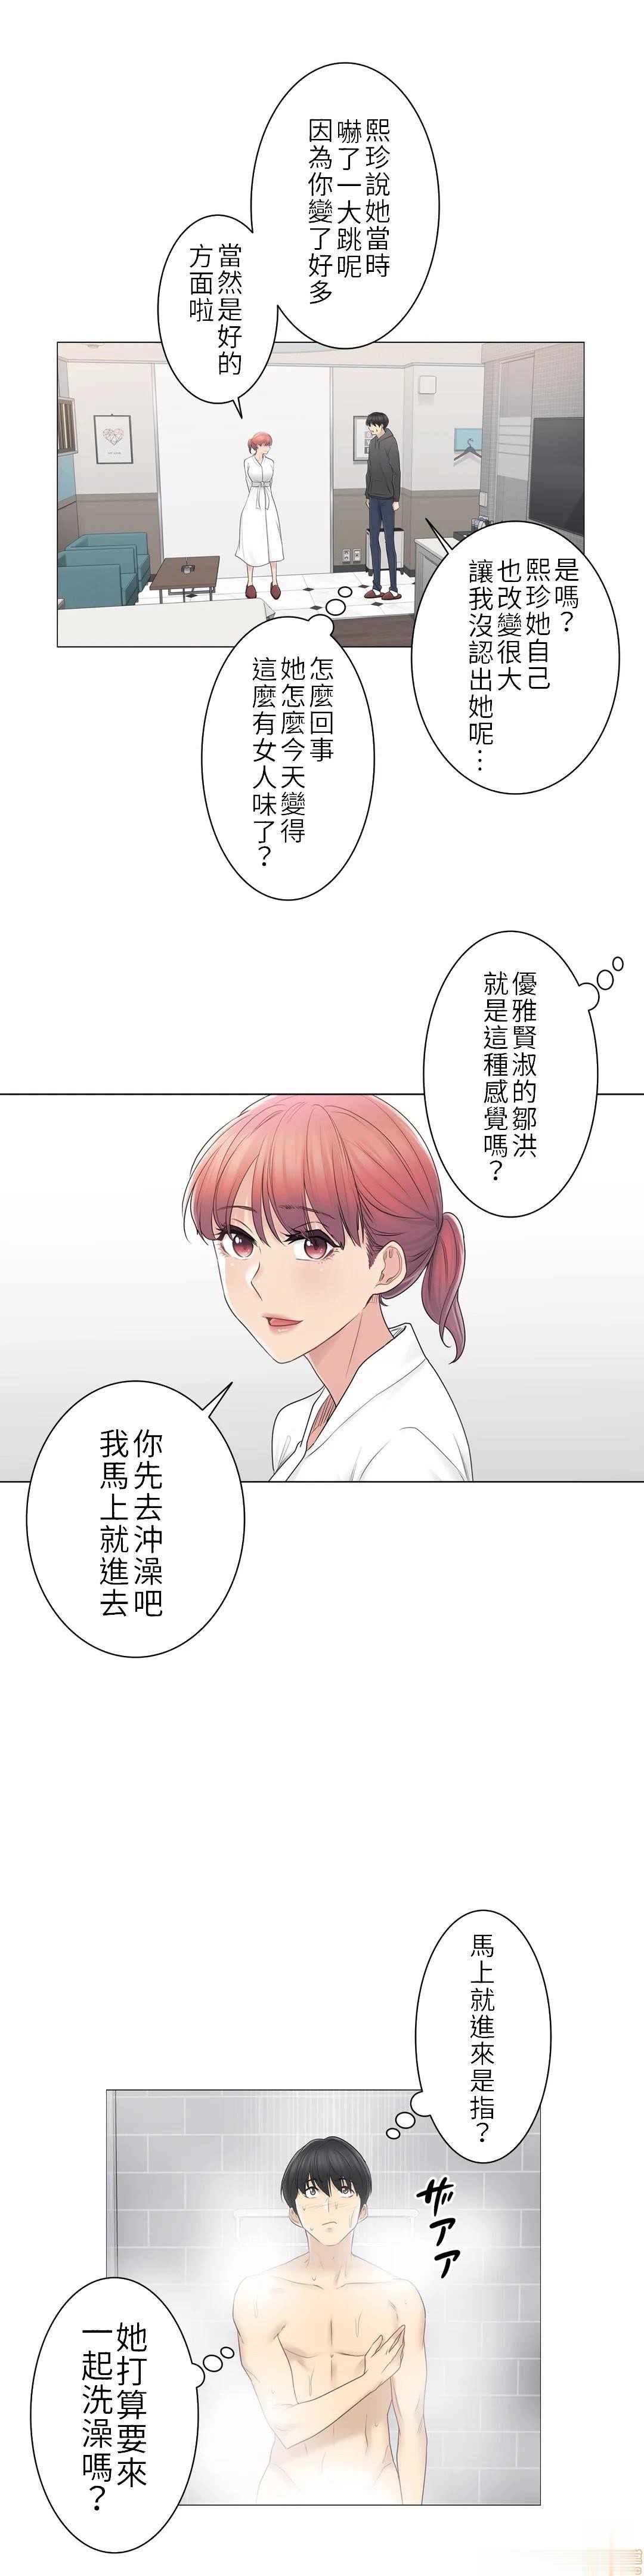 熙珍說她當時
嚇了一大跳呢
因為你變了好多
當然是好的
方面啦
是嗎？
熙珍她自己
也改變很大
讓我沒認出她呢…
怎麼回事
她怎麼今天變得
這麼有女人味了？
優雅賢淑的鄒洪
就是這種感覺嗎？
你先去沖澡吧
我馬上就進去
馬上就進來是指？
ザアア
她打算要來
一起洗澡嗎？